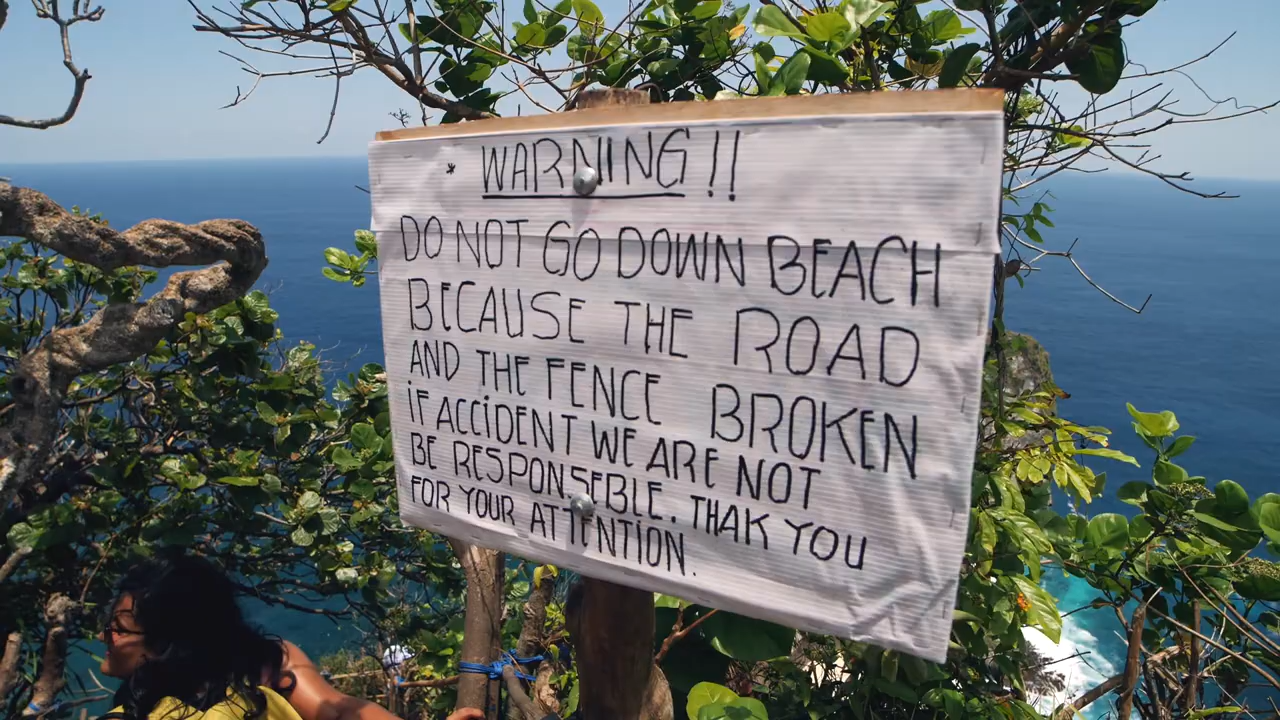 * WARNING!!
DO NOT GO DOWN BEACH
BECAUSE THE ROAD
AND THE FENCE BROKEN
iF ACCiDENT WE ARE NOT
BE RESPONSEBLE. THAK YOU
FOR YOUR ATTENTiON.